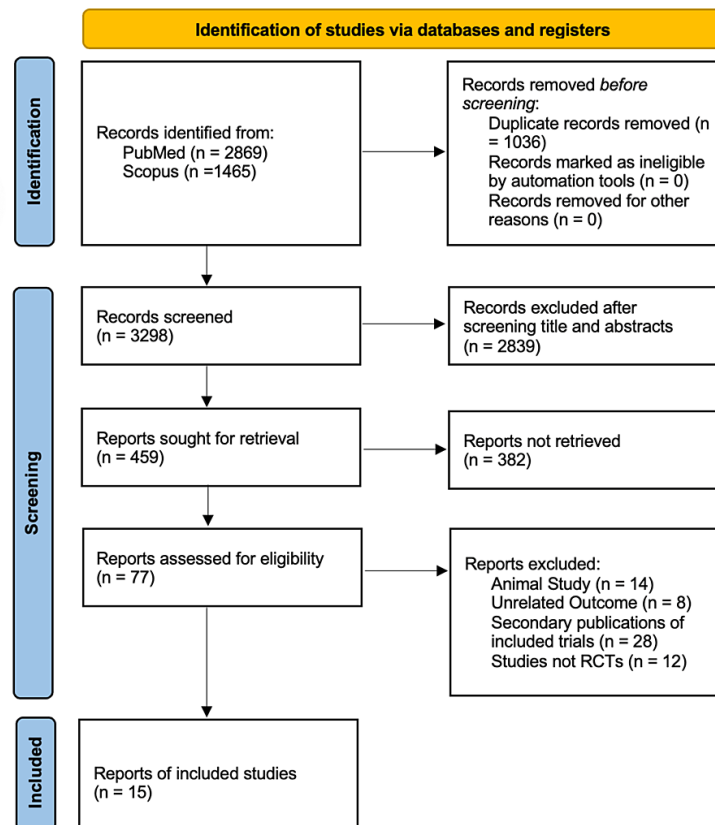 Identification of studies via databases and registers
Identification
Records identified from:
PubMed (n = 2869)
Scopus (n =1465)
Records removed before
screening:
Duplicate records removed (n
= 1036)
Records marked as ineligible
by automation tools (n = 0)
Records removed for other
reasons (n = 0)
Screening
Records screened
(n = 3298)
Records excluded after
screening title and abstracts
(n = 2839)
Reports sought for retrieval
(n = 459)
Reports not retrieved
(n = 382)
Reports assessed for eligibility
(n = 77)
Reports excluded:
Animal Study (n = 14)
Unrelated Outcome (n = 8)
Secondary publications of
included trials (n = 28)
Studies not RCTs (n = 12)
Included
Reports of included studies
(n = 15)